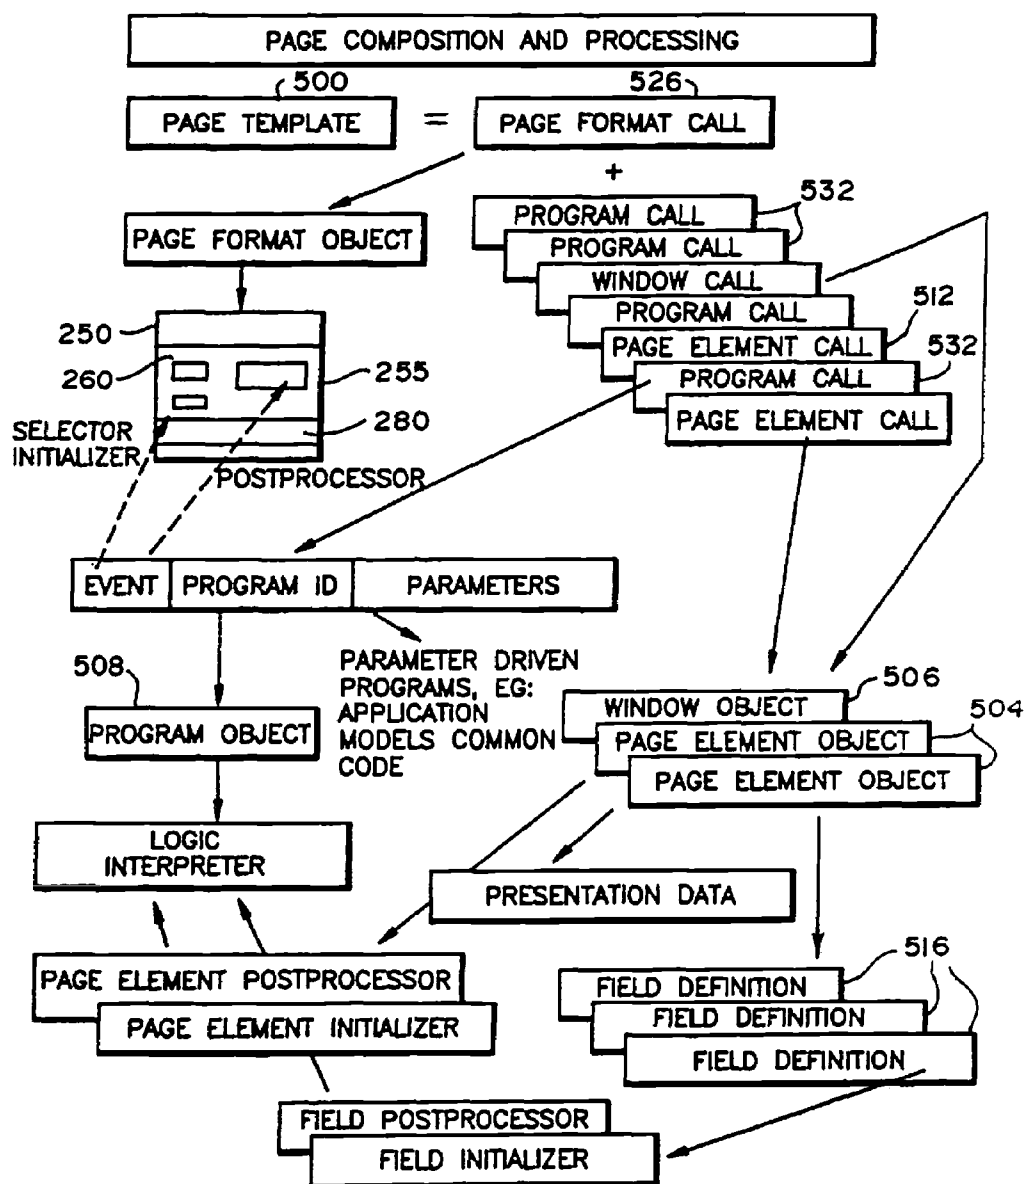 PAGE COMPOSITION AND PROCESSING
500
526
PAGE TEMPLATE = PAGE FORMAT CALL
+
532
PROGRAM CALL
PROGRAM CALL
WINDOW CALL
PROGRAM CALL
512
PAGE ELEMENT CALL
532
PROGRAM CALL
PAGE ELEMENT CALL
PAGE FORMAT OBJECT
250
260
255
280
SELECTOR
INITIALIZER
POSTPROCESSOR
EVENT PROGRAM ID PARAMETERS
PARAMETER DRIVEN
PROGRAMS, EG:
APPLICATION
MODELS COMMON
CODE
508
PROGRAM OBJECT
506
WINDOW OBJECT
504
PAGE ELEMENT OBJECT
PAGE ELEMENT OBJECT
LOGIC
INTERPRETER
PRESENTATION DATA
PAGE ELEMENT POSTPROCESSOR
PAGE ELEMENT INITIALIZER
516
FIELD DEFINITION
FIELD DEFINITION
FIELD DEFINITION
FIELD POSTPROCESSOR
FIELD INITIALIZER